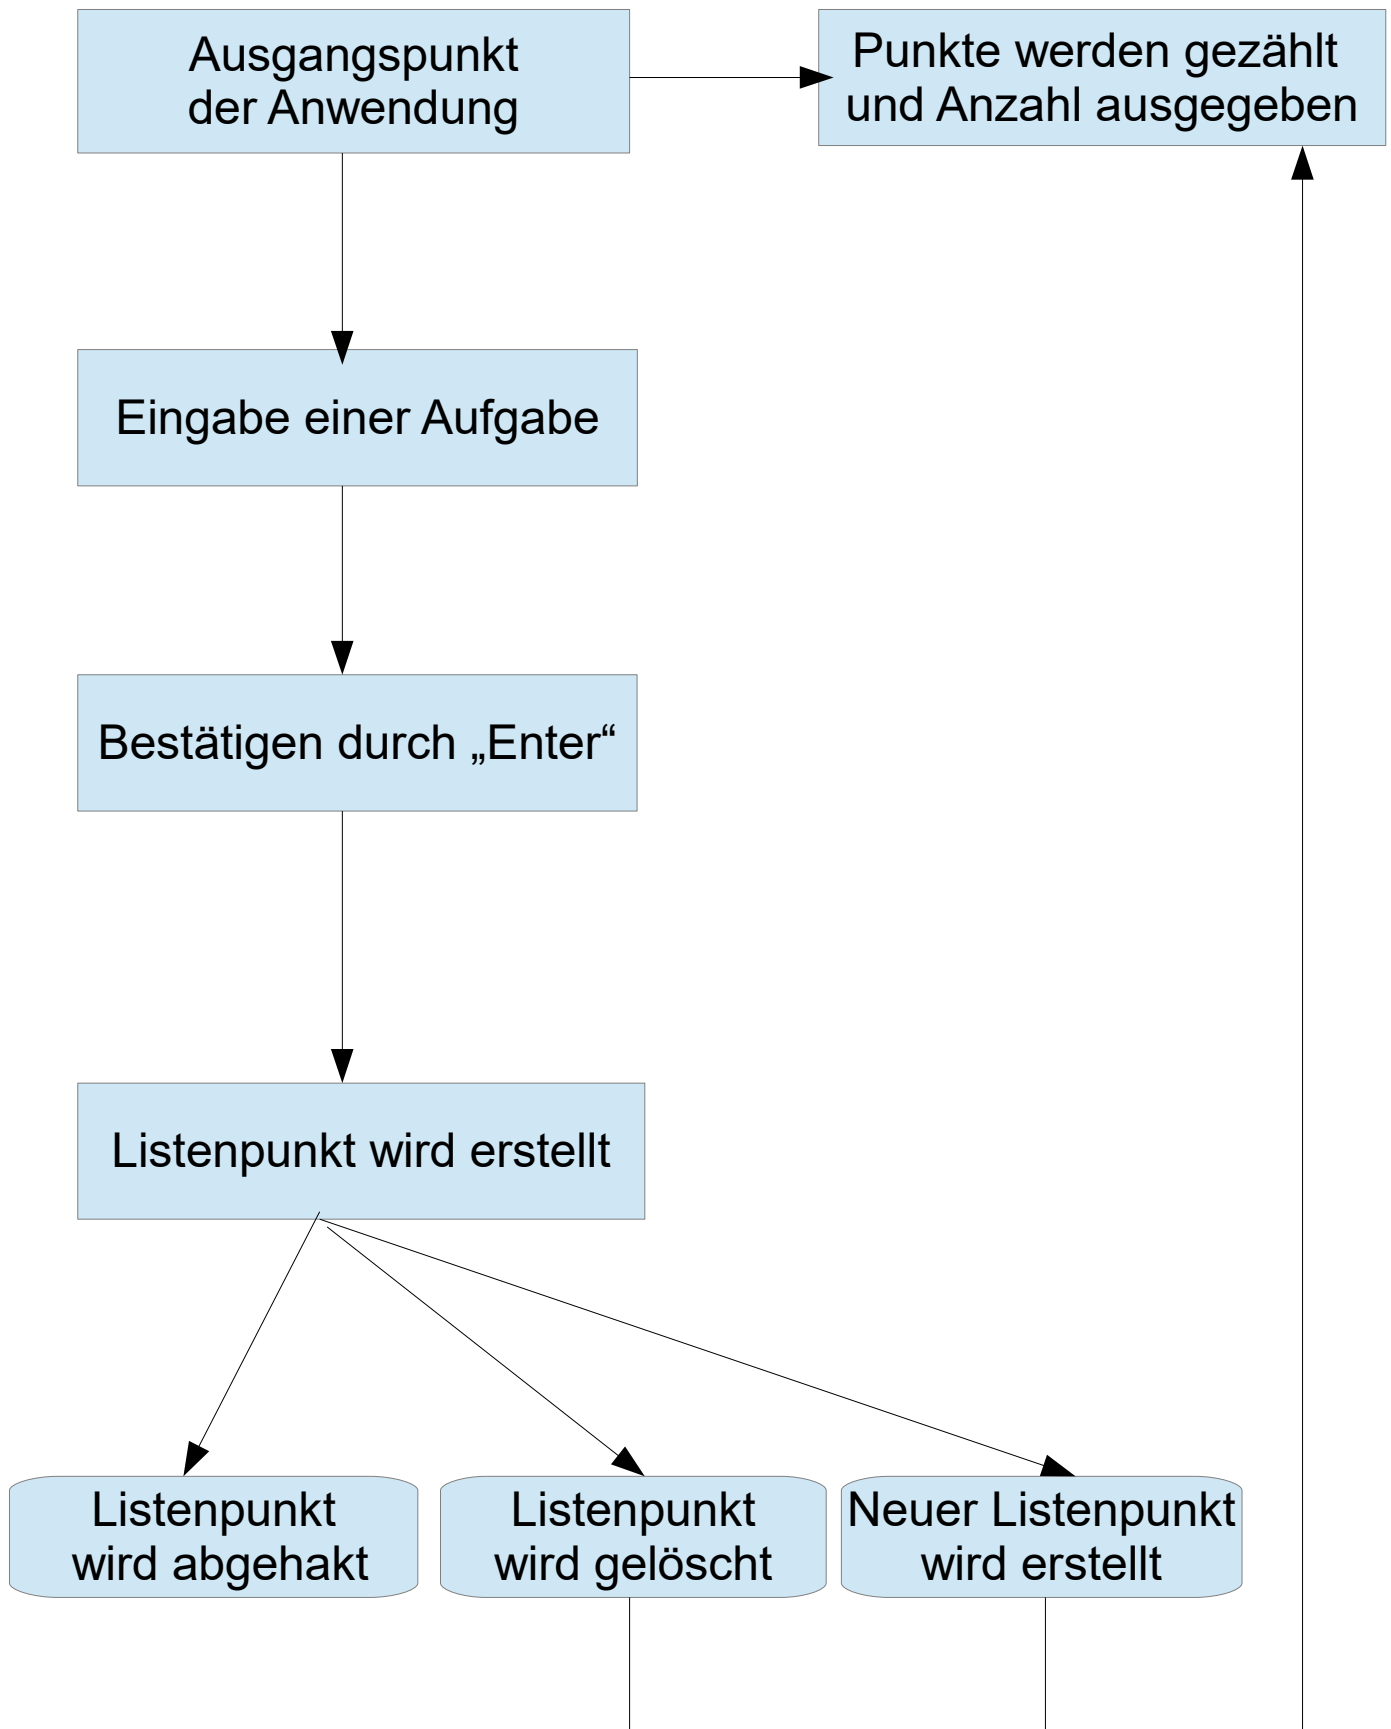 Ausgangspunkt
der Anwendung
Punkte werden gezählt
und Anzahl ausgegeben
Eingabe einer Aufgabe
Bestätigen durch „Enter“
Listenpunkt wird erstellt
Listenpunkt
wird abgehakt
Listenpunkt
wird gelöscht
Neuer Listenpunkt
wird erstellt